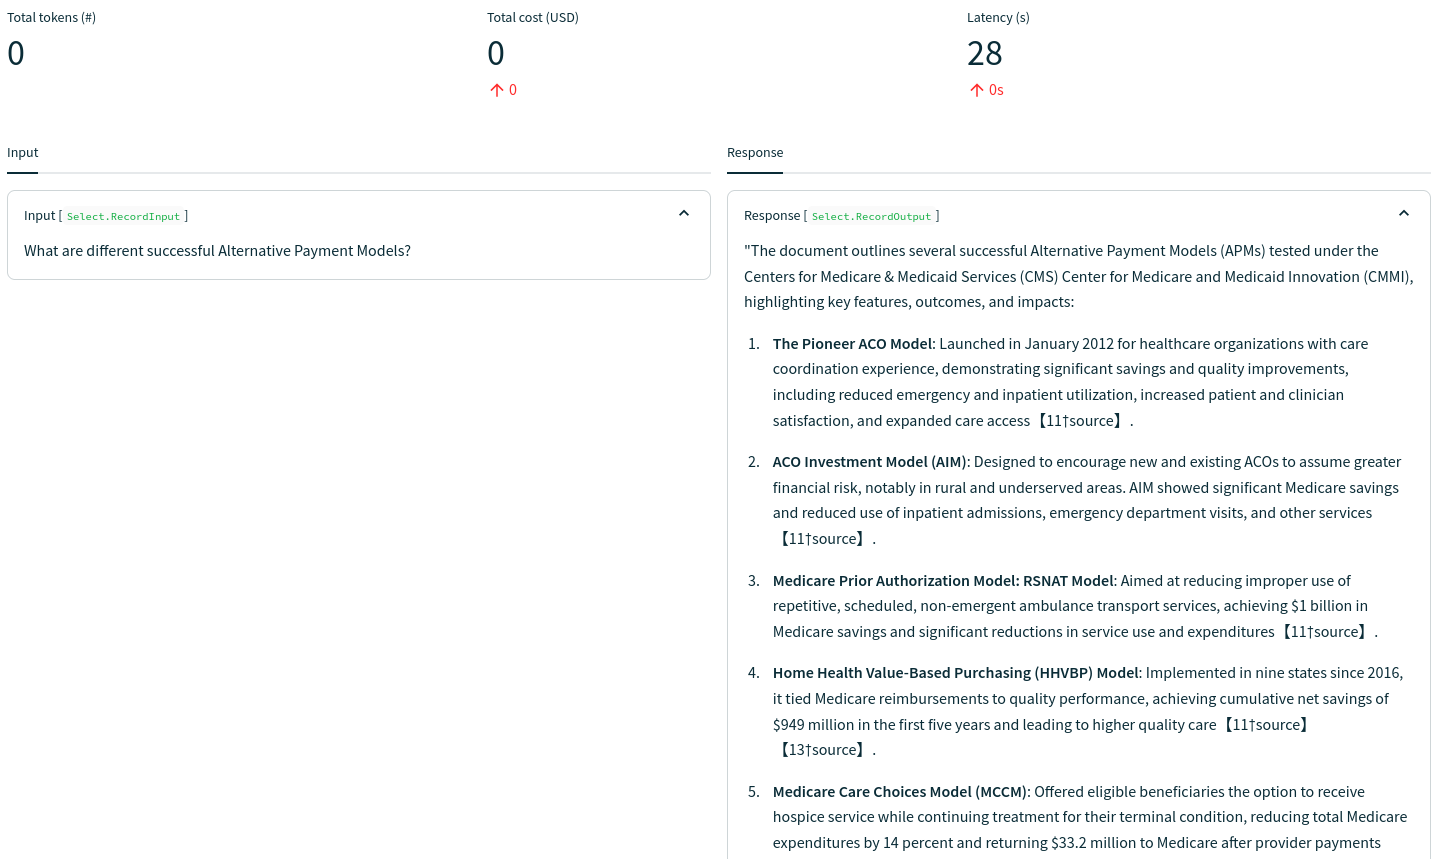 Total tokens (#)
0
Total cost (USD)
0
↑ 0
Latency (s)
28
↑ 0s
Input
Input [ Select.RecordInput ]
What are different successful Alternative Payment Models?
Response
Response [ Select.RecordOutput ]
"The document outlines several successful Alternative Payment Models (APMs) tested under the
Centers for Medicare & Medicaid Services (CMS) Center for Medicare and Medicaid Innovation (CMMI),
highlighting key features, outcomes, and impacts:
1. The Pioneer ACO Model: Launched in January 2012 for healthcare organizations with care
coordination experience, demonstrating significant savings and quality improvements,
including reduced emergency and inpatient utilization, increased patient and clinician
satisfaction, and expanded care access【11†source】.
2. ACO Investment Model (AIM): Designed to encourage new and existing ACOs to assume greater
financial risk, notably in rural and underserved areas. AIM showed significant Medicare savings
and reduced use of inpatient admissions, emergency department visits, and other services
【11†source】.
3. Medicare Prior Authorization Model: RSNAT Model: Aimed at reducing improper use of
repetitive, scheduled, non-emergent ambulance transport services, achieving $1 billion in
Medicare savings and significant reductions in service use and expenditures【11†source】.
4. Home Health Value-Based Purchasing (HHVBP) Model: Implemented in nine states since 2016,
it tied Medicare reimbursements to quality performance, achieving cumulative net savings of
$949 million in the first five years and leading to higher quality care【11†source】
【13†source】.
5. Medicare Care Choices Model (MCCM): Offered eligible beneficiaries the option to receive
hospice service while continuing treatment for their terminal condition, reducing total Medicare
expenditures by 14 percent and returning $33.2 million to Medicare after provider payments